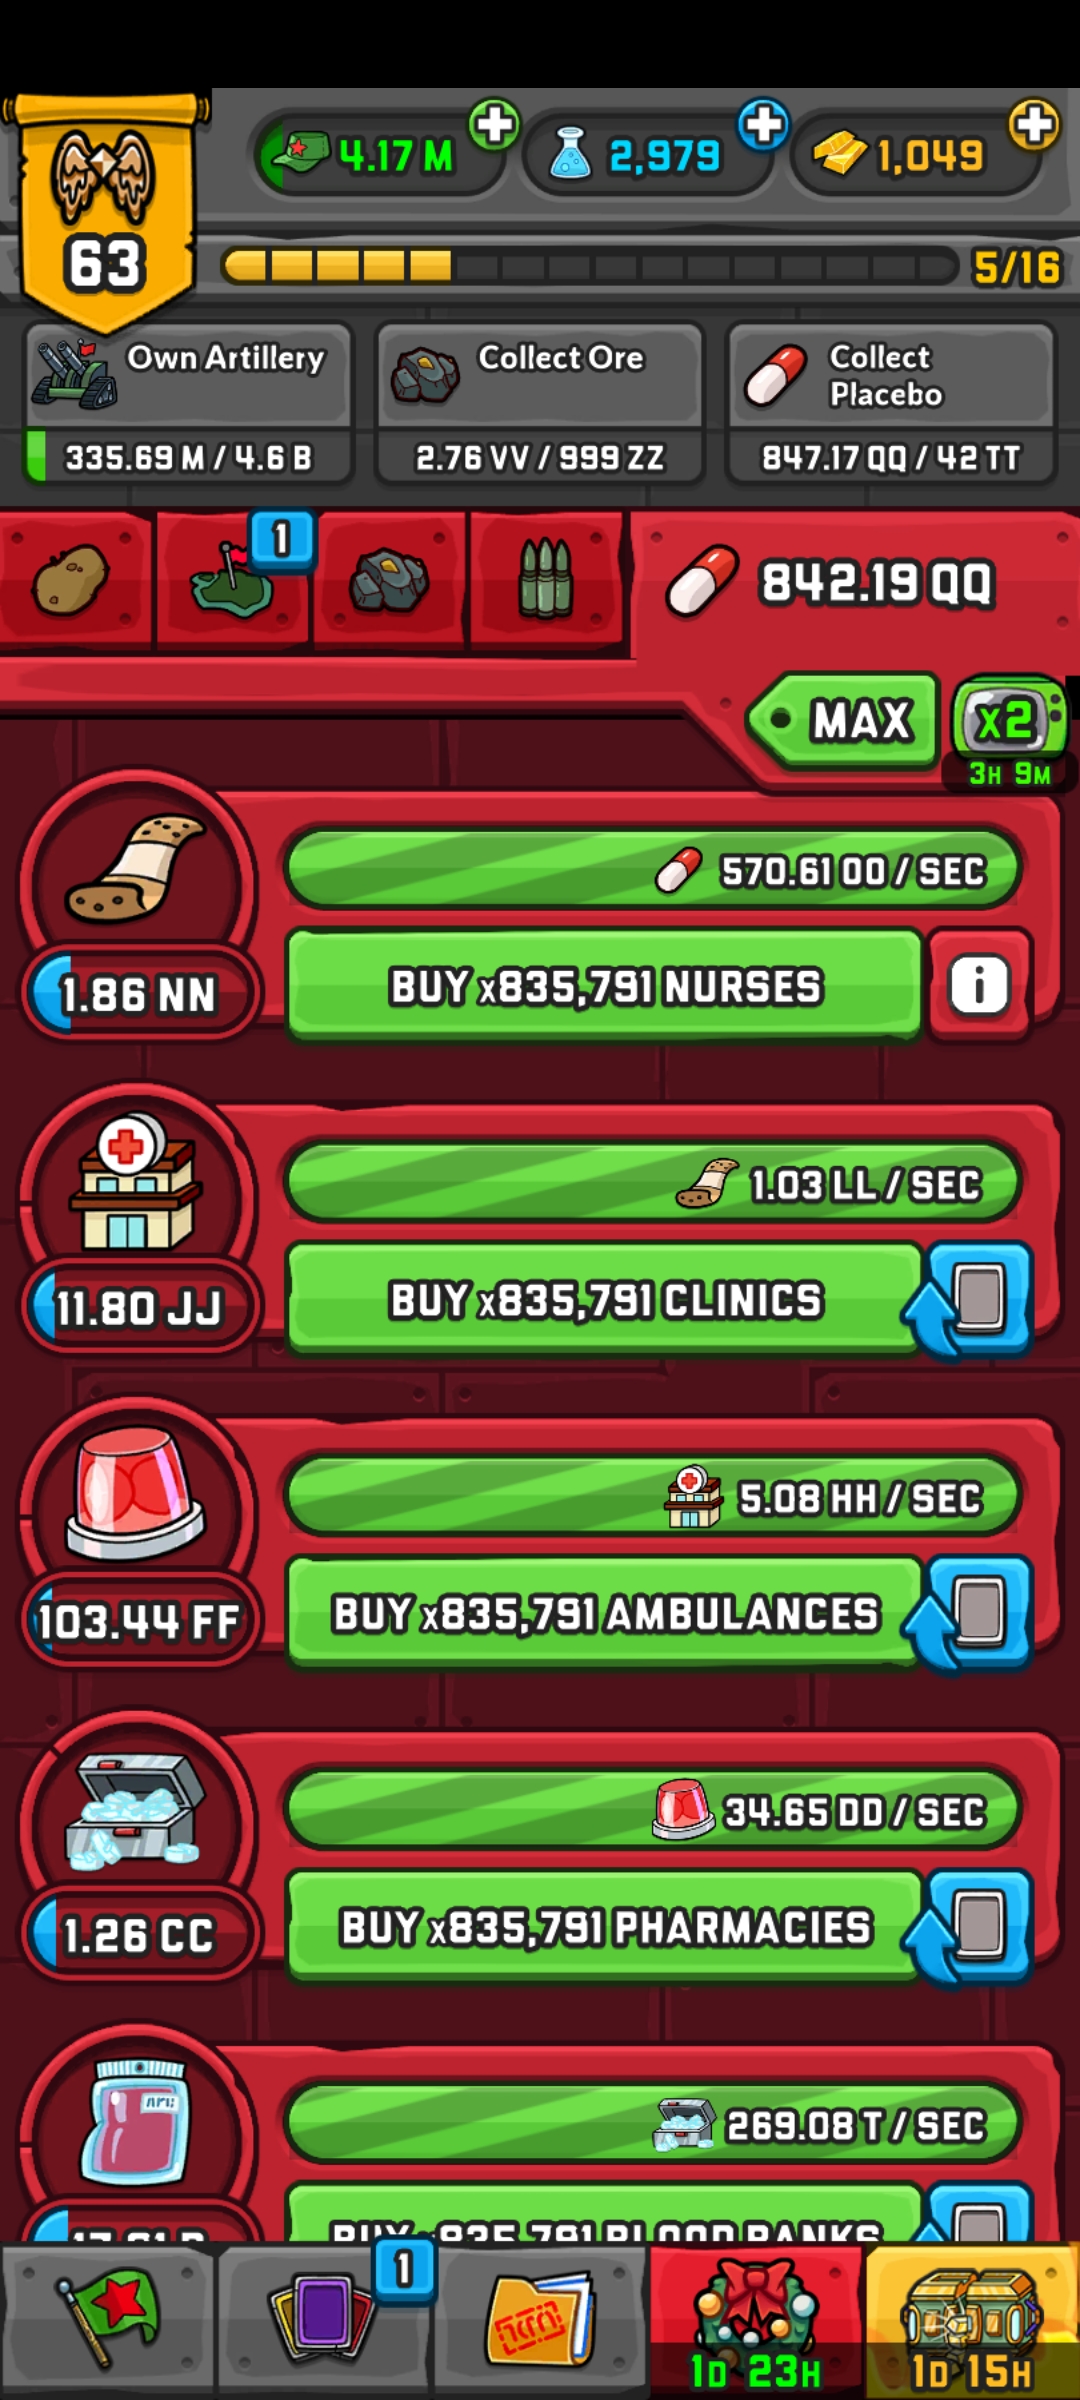 4.17 M
2,979
1,049
63
5/16
Own Artillery
335.69 M / 4.6 B
Collect Ore
2.76 VV / 999 ZZ
Collect
Placebo
847.17 QQ / 42 TT
1
842.19 QQ
MAX
x2
3H 9M
570.61 OO / SEC
1.86 NN
BUY x835,791 NURSES
i
1.03 LL / SEC
11.80 JJ
BUY x835,791 CLINICS
5.08 HH / SEC
103.44 FF
BUY x835,791 AMBULANCES
34.65 DD / SEC
1.26 CC
BUY x835,791 PHARMACIES
269.08 T / SEC
BUY x835,791 BLOOD BANKS
1
1D 23H
1D 15H